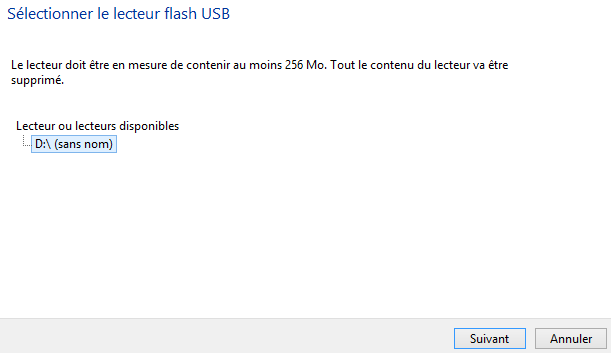 Sélectionner le lecteur flash USB
Le lecteur doit être en mesure de contenir au moins 256 Mo. Tout le contenu du lecteur va être
supprimé.
Lecteur ou lecteurs disponibles
D:\ (sans nom)
Suivant
Annuler